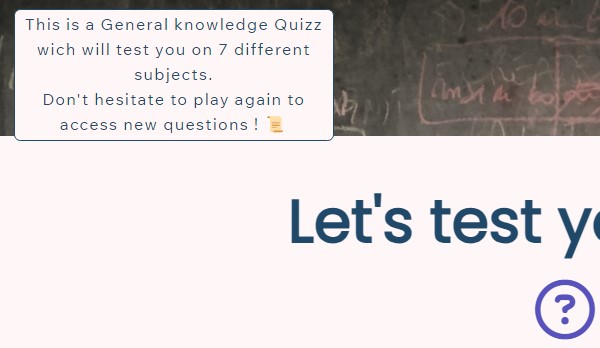 This is a General knowledge Quizz
wich will test you on 7 different
subjects.
Don't hesitate to play again to
access new questions ! 📜
Let's test y
?